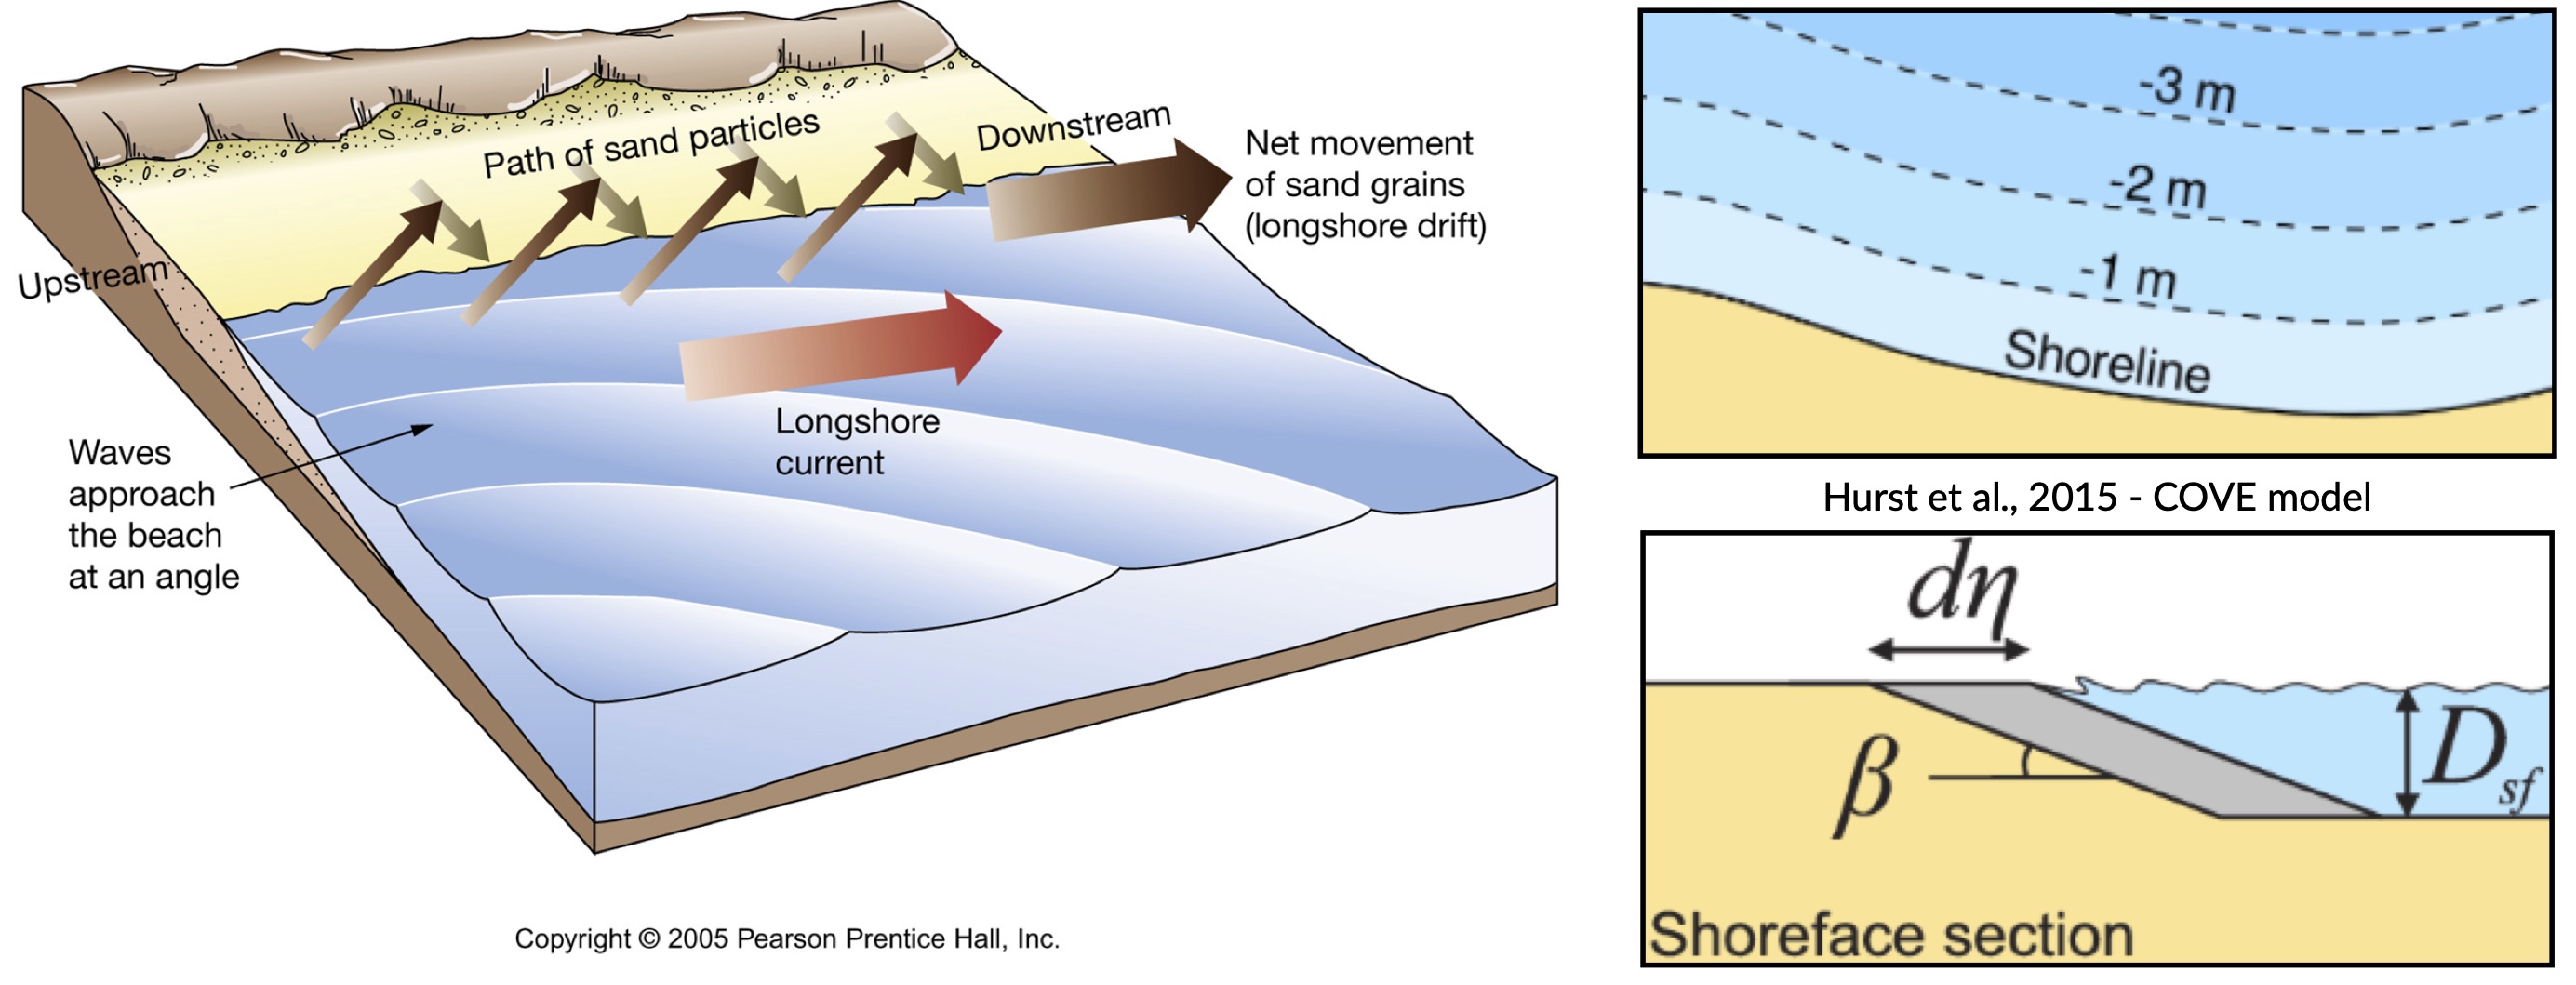 Path of sand particles
Downstream
Net movement
of sand grains
(longshore drift)
Upstream
Longshore
current
Waves
approach
the beach
at an angle
Copyright © 2005 Pearson Prentice Hall, Inc.
-3 m
-2 m
-1 m
Shoreline
Hurst et al., 2015 - COVE model
dη
β
D_sf
Shoreface section